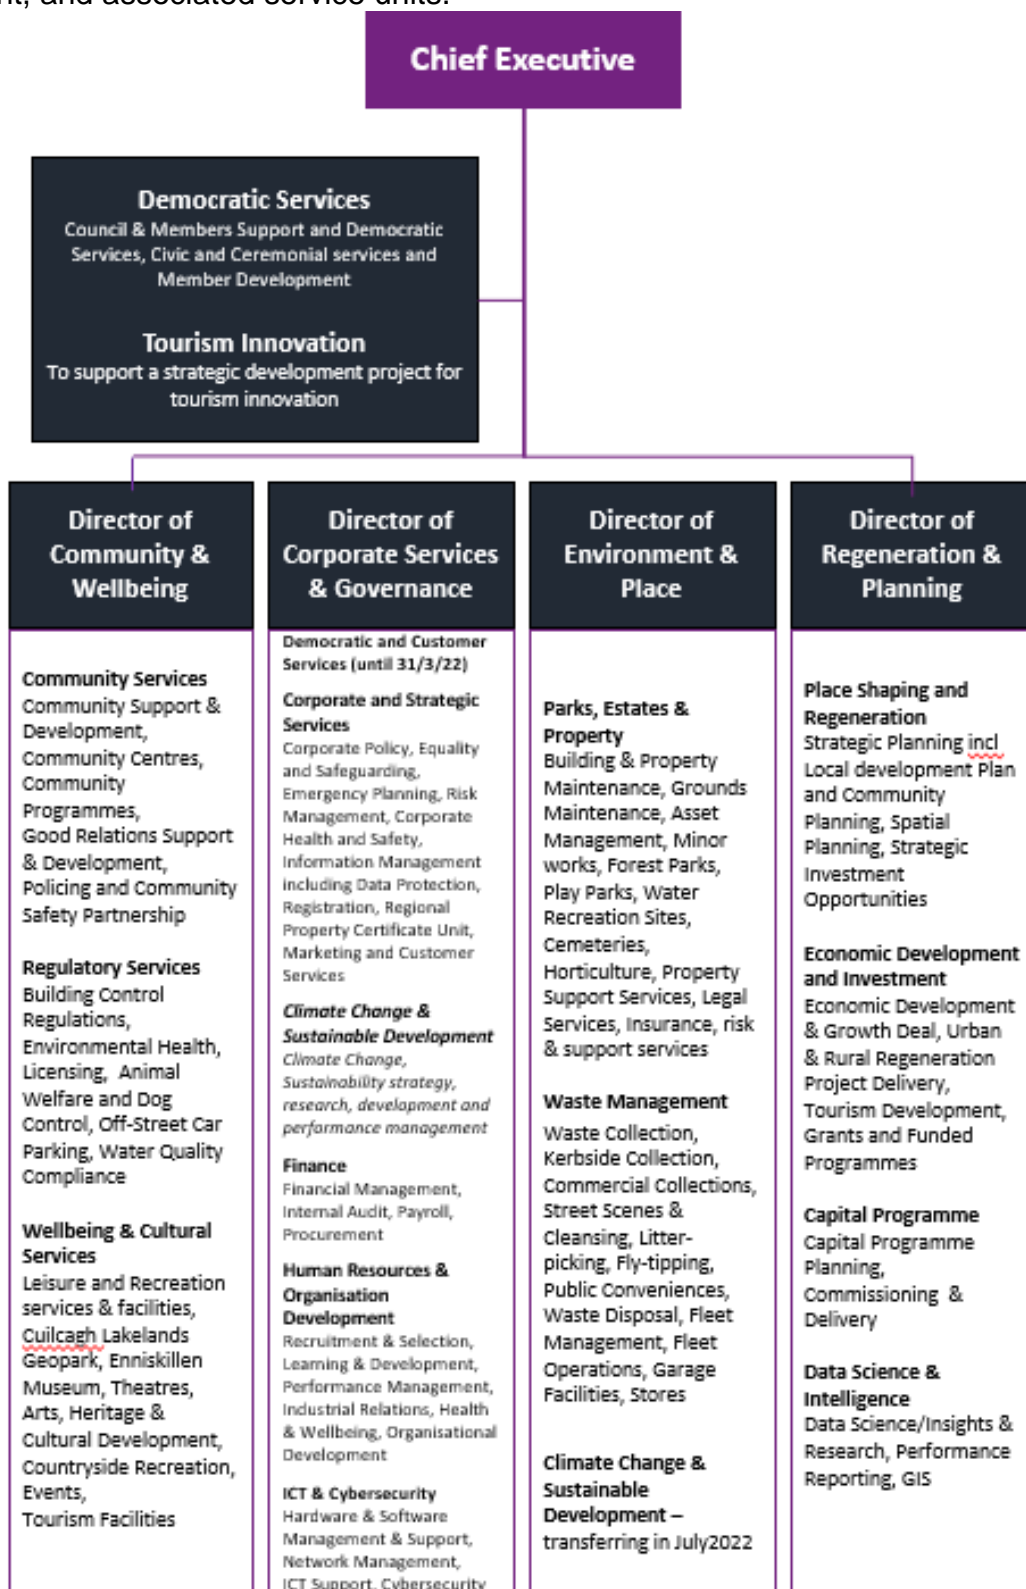 nt, and associated service units.
Chief Executive
Democratic Services
Council & Members Support and Democratic
Services, Civic and Ceremonial services and
Member Development
Tourism Innovation
To support a strategic development project for
tourism innovation
Director of
Community &
Wellbeing
Community Services
Community Support &
Development,
Community Centres,
Community
Programmes,
Good Relations Support
& Development,
Policing and Community
Safety Partnership
Regulatory Services
Building Control
Regulations,
Environmental Health,
Licensing, Animal
Welfare and Dog
Control, Off-Street Car
Parking, Water Quality
Compliance
Wellbeing & Cultural
Services
Leisure and Recreation
services & facilities,
Cuilcagh Lakelands
Geopark, Enniskillen
Museum, Theatres,
Arts, Heritage &
Cultural Development,
Countryside Recreation,
Events,
Tourism Facilities
Director of
Corporate Services
& Governance
Democratic and Customer
Services (until 31/3/22)
Corporate and Strategic
Services
Corporate Policy, Equality
and Safeguarding,
Emergency Planning, Risk
Management, Corporate
Health and Safety,
Information Management
including Data Protection,
Registration, Regional
Property Certificate Unit,
Marketing and Customer
Services
Climate Change &
Sustainable Development
Climate Change,
Sustainability strategy,
research, development and
performance management
Finance
Financial Management,
Internal Audit, Payroll,
Procurement
Human Resources &
Organisation
Development
Recruitment & Selection,
Learning & Development,
Performance Management,
Industrial Relations, Health
& Wellbeing, Organisational
Development
ICT & Cybersecurity
Hardware & Software
Management & Support,
Network Management,
ICT Support, Cybersecurity
Director of
Environment &
Place
Parks, Estates &
Property
Building & Property
Maintenance, Grounds
Maintenance, Asset
Management, Minor
works, Forest Parks,
Play Parks, Water
Recreation Sites,
Cemeteries,
Horticulture, Property
Support Services, Legal
Services, Insurance, risk
& support services
Waste Management
Waste Collection,
Kerbside Collection,
Commercial Collections,
Street Scenes &
Cleansing, Litter-
picking, Fly-tipping,
Public Conveniences,
Waste Disposal, Fleet
Management, Fleet
Operations, Garage
Facilities, Stores
Climate Change &
Sustainable
Development –
transferring in July2022
Director of
Regeneration &
Planning
Place Shaping and
Regeneration
Strategic Planning incl
Local development Plan
and Community
Planning, Spatial
Planning, Strategic
Investment
Opportunities
Economic Development
and Investment
Economic Development
& Growth Deal, Urban
& Rural Regeneration
Project Delivery,
Tourism Development,
Grants and Funded
Programmes
Capital Programme
Capital Programme
Planning,
Commissioning &
Delivery
Data Science &
Intelligence
Data Science/Insights &
Research, Performance
Reporting, GIS